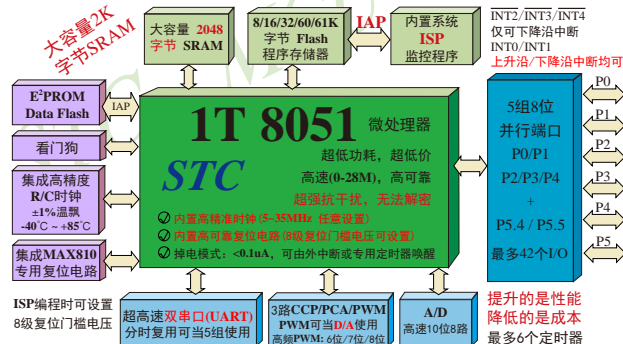 大容量2K
字节SRAM
大容量 2048
字节 SRAM
8/16/32/60/61K
字节 Flash
程序存储器
IAP
内置系统
ISP
监控程序
INT2/INT3/INT4
仅可下降沿中断
INT0/INT1
上升沿/下降沿中断均可
E²PROM
Data Flash
IAP
看门狗
集成高精度
R/C时钟
±1%温飘
-40℃ ~ +85℃
集成MAX810
专用复位电路
ISP编程时可设置
8级复位门槛电压
1T 8051 微处理器
超低功耗，超低价
STC
高速(0-28M)，高可靠
超强抗干扰，无法解密
内置高精准时钟 (5~35MHz 任意设置)
内置高可靠复位电路 (8级复位门槛电压可设置)
掉电模式：<0.1uA，可由外中断或专用定时器唤醒
5组8位
并行端口
P0/P1
P2/P3/P4
+
P5.4 / P5.5
最多42个I/O
P0
P1
P2
P3
P4
P5
超高速双串口(UART)
分时复用可当5组使用
3路CCP/PCA/PWM
PWM可当D/A使用
高频PWM: 6位/7位/8位
A/D
高速10位8路
提升的是性能
降低的是成本
最多6个定时器